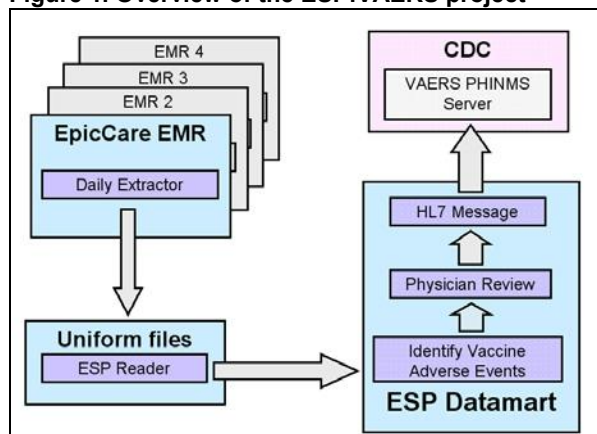 Figure 1. Overview of the ESP:VAERS project
EMR 4
EMR 3
EMR 2
EpicCare EMR
Daily Extractor
Uniform files
ESP Reader
CDC
VAERS PHINMS
Server
HL7 Message
Physician Review
Identify Vaccine
Adverse Events
ESP Datamart